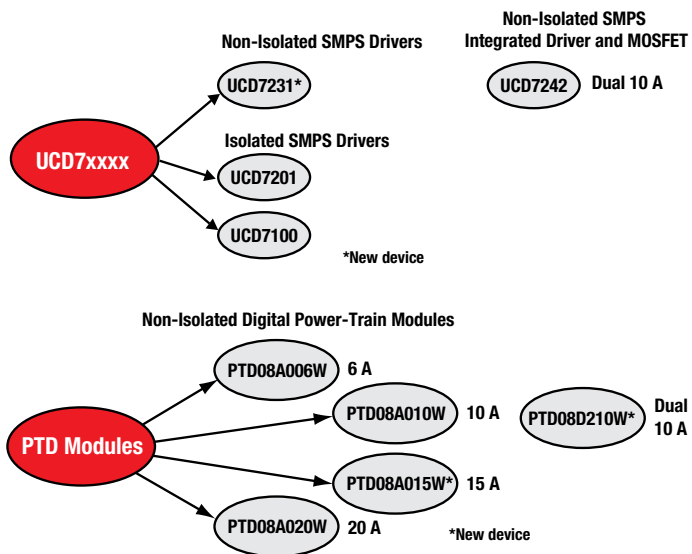 Non-Isolated SMPS Drivers
Non-Isolated SMPS
Integrated Driver and MOSFET
UCD7231*
UCD7242
Dual 10 A
UCD7xxxx
Isolated SMPS Drivers
UCD7201
UCD7100
*New device
Non-Isolated Digital Power-Train Modules
PTD08A006W
6 A
PTD08A010W
10 A
PTD08D210W*
Dual
10 A
PTD Modules
PTD08A015W*
15 A
PTD08A020W
20 A
*New device